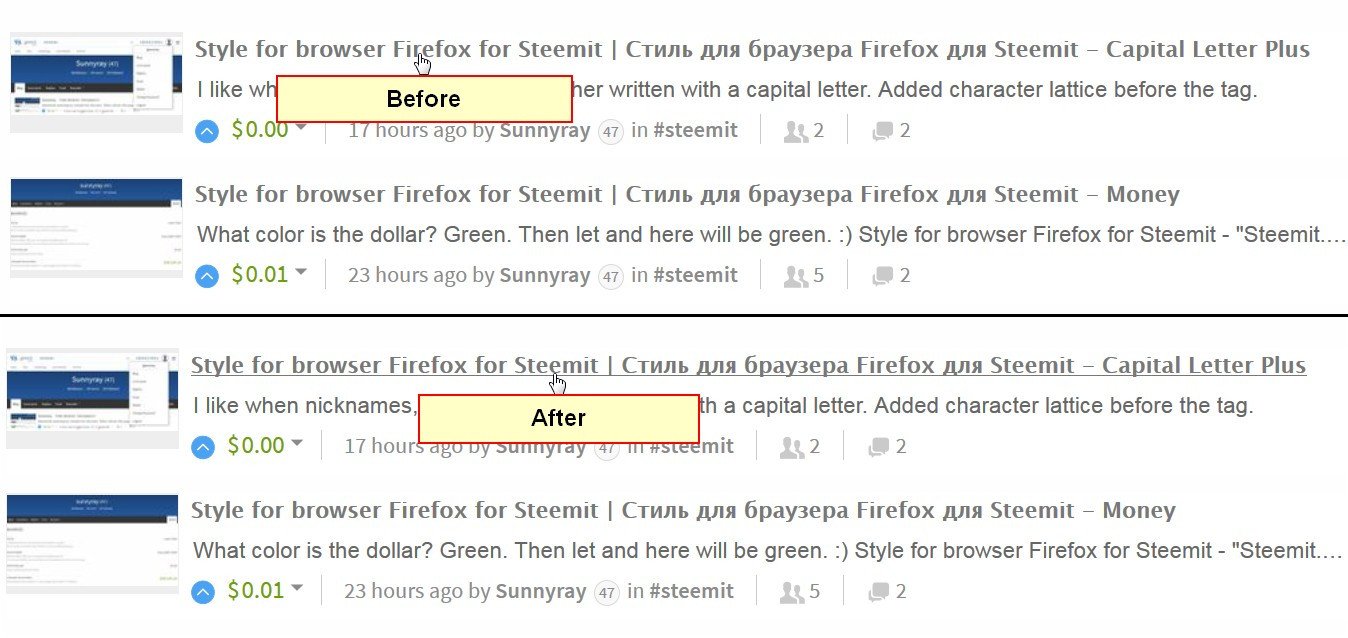 Style for browser Firefox for Steemit | Стиль для браузера Firefox для Steemit – Capital Letter Plus
I like wh her written with a capital letter. Added character lattice before the tag.
Before
$0.00 17 hours ago by Sunnyray 47 in #steemit 2 2
Style for browser Firefox for Steemit | Стиль для браузера Firefox для Steemit – Money
What color is the dollar? Green. Then let and here will be green. :) Style for browser Firefox for Steemit - "Steemit....
$0.01 23 hours ago by Sunnyray 47 in #steemit 5 2
Style for browser Firefox for Steemit | Стиль для браузера Firefox для Steemit – Capital Letter Plus
I like when nicknames, th a capital letter. Added character lattice before the tag.
After
$0.00 17 hours ago by Sunnyray 47 in #steemit 2 2
Style for browser Firefox for Steemit | Стиль для браузера Firefox для Steemit – Money
What color is the dollar? Green. Then let and here will be green. :) Style for browser Firefox for Steemit - "Steemit....
$0.01 23 hours ago by Sunnyray 47 in #steemit 5 2